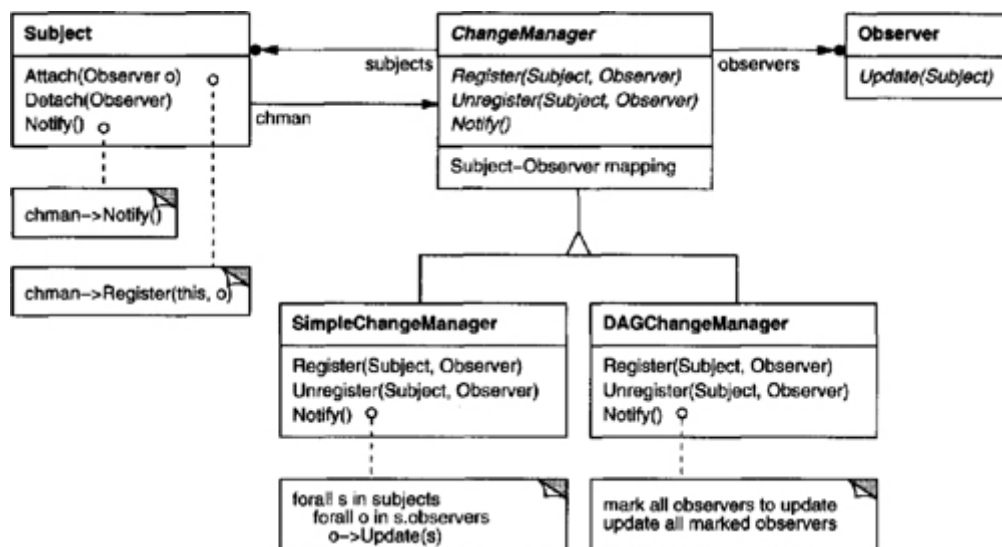 Subject
Attach(Observer o)
Detach(Observer)
Notify()
chman->Notify()
chman->Register(this, o)
subjects
chman
ChangeManager
Register(Subject, Observer)
Unregister(Subject, Observer)
Notify()
Subject-Observer mapping
observers
Observer
Update(Subject)
SimpleChangeManager
Register(Subject, Observer)
Unregister(Subject, Observer)
Notify()
forall s in subjects
forall o in s.observers
o->Update(s)
DAGChangeManager
Register(Subject, Observer)
Unregister(Subject, Observer)
Notify()
mark all observers to update
update all marked observers